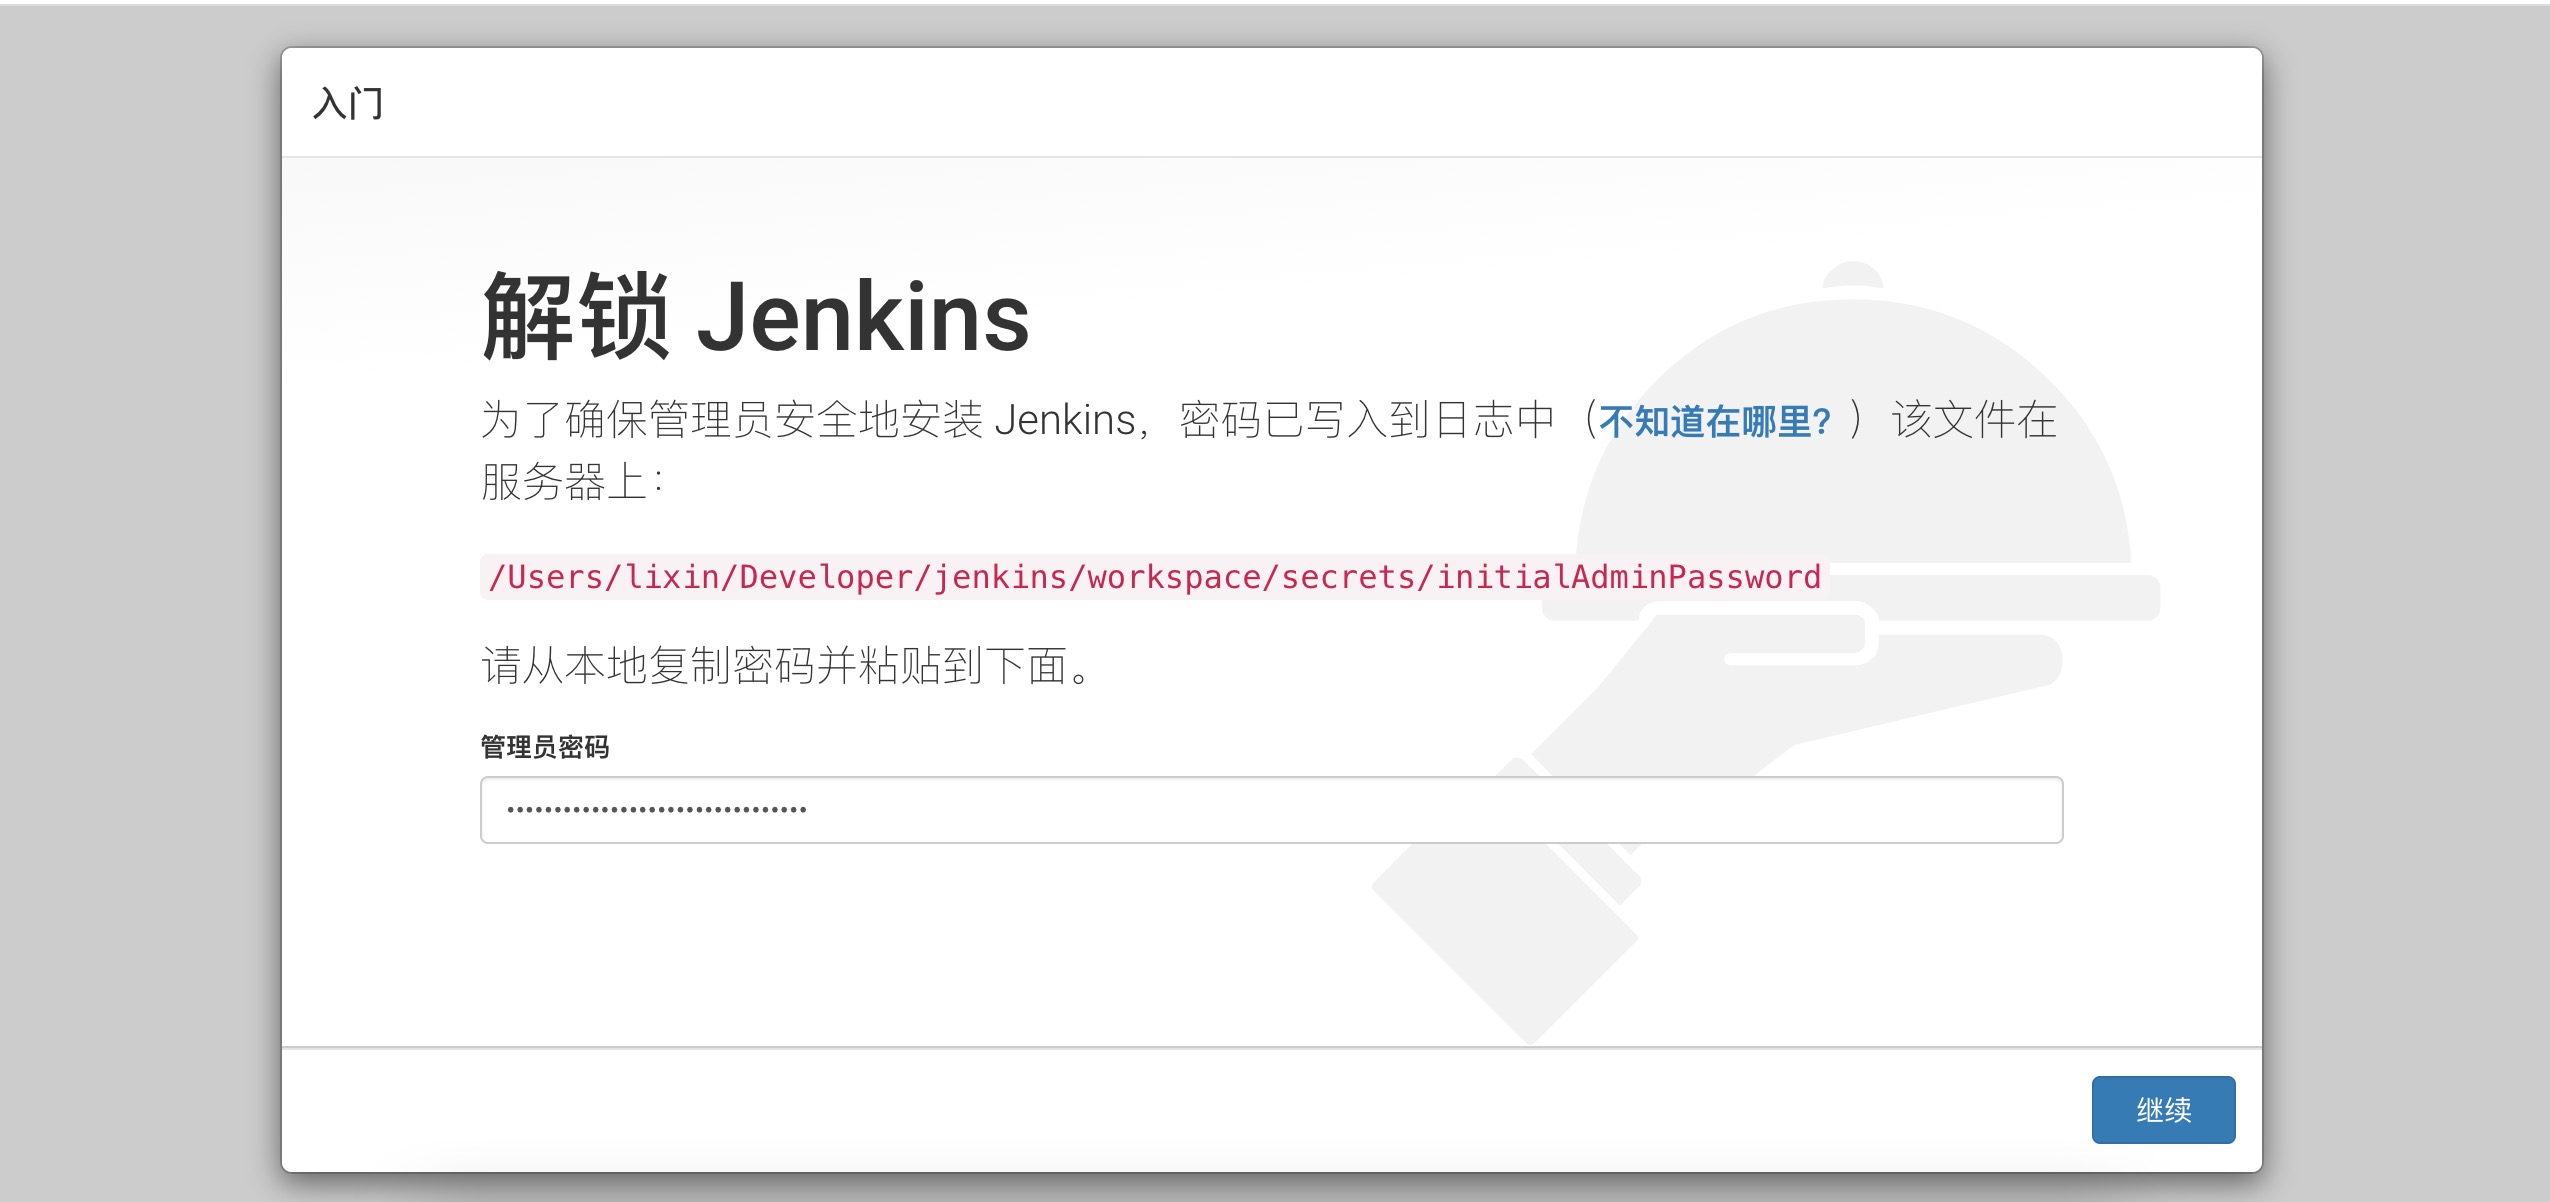 入门
解锁 Jenkins
为了确保管理员安全地安装 Jenkins，密码已写入到日志中（不知道在哪里？）该文件在
服务器上：
/Users/lixin/Developer/jenkins/workspace/secrets/initialAdminPassword
请从本地复制密码并粘贴到下面。
管理员密码
••••••••••••••••••••••••••••••••
继续